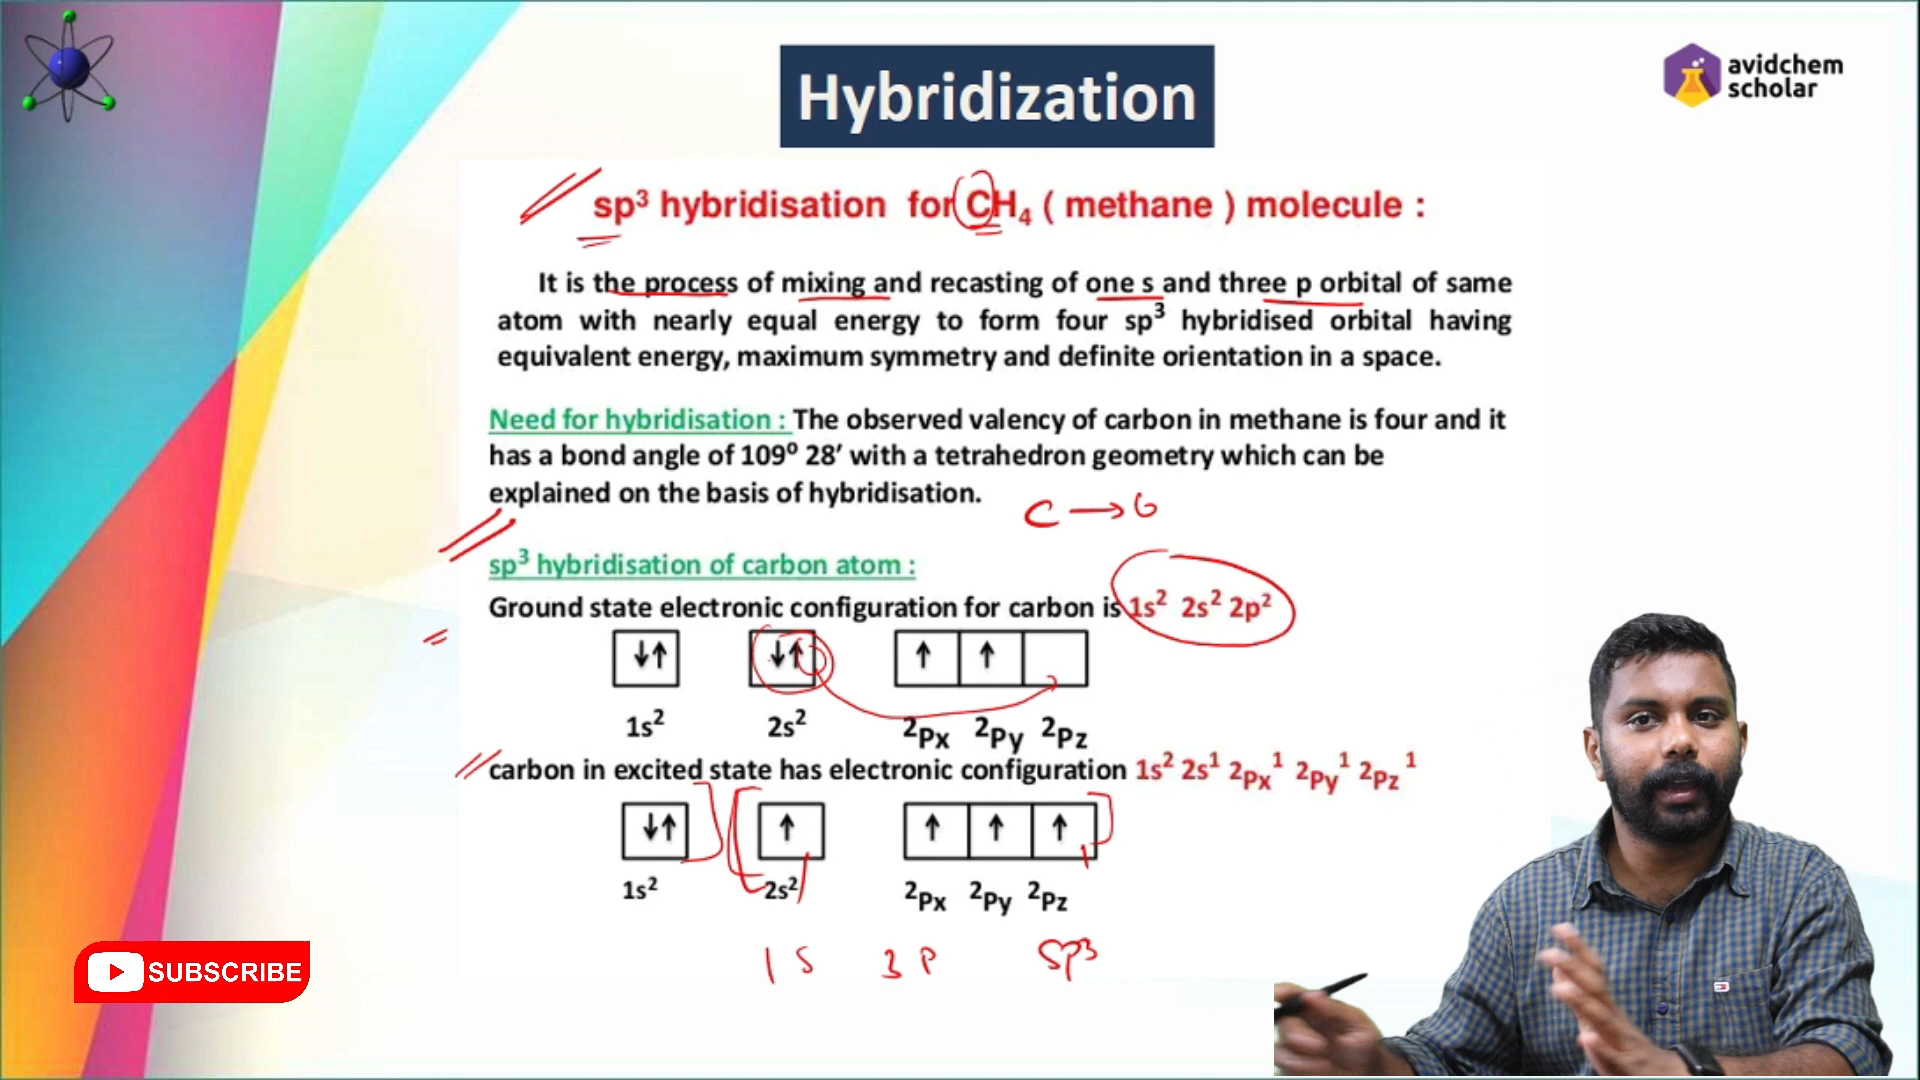 Hybridization
avidchem
scholar
sp³ hybridisation for CH₄ ( methane ) molecule :
It is the process of mixing and recasting of one s and three p orbital of same
atom with nearly equal energy to form four sp³ hybridised orbital having
equivalent energy, maximum symmetry and definite orientation in a space.
Need for hybridisation : The observed valency of carbon in methane is four and it
has a bond angle of 109⁰ 28′ with a tetrahedron geometry which can be
explained on the basis of hybridisation.
C → 6
sp³ hybridisation of carbon atom :
Ground state electronic configuration for carbon is 1s² 2s² 2p²
↓↑ ↓↑ ↑ ↑
1s² 2s² ²Px ²Py ²Pz
carbon in excited state has electronic configuration 1s² 2s¹ ²Px¹ ²Py¹ ²Pz¹
↓↑ ↑ ↑ ↑ ↑
1s² 2s² ²Px ²Py ²Pz
1 S 3 P SP³
SUBSCRIBE